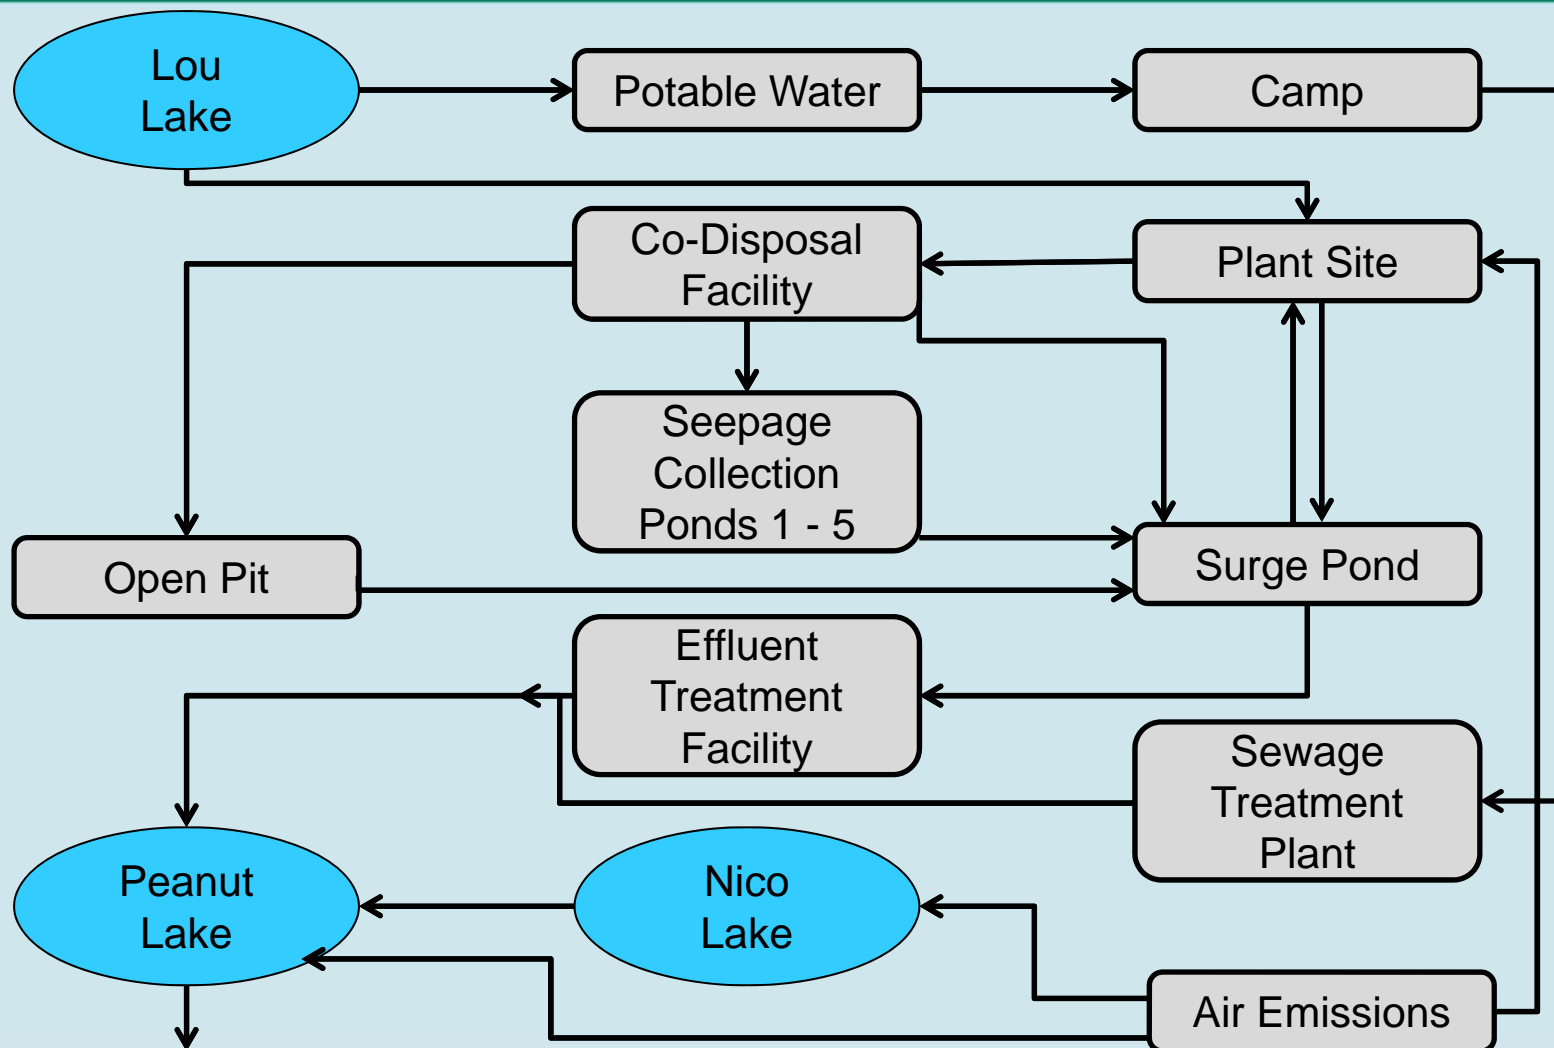 Lou
Lake
Potable Water
Camp
Co-Disposal
Facility
Plant Site
Seepage
Collection
Ponds 1 - 5
Open Pit
Surge Pond
Effluent
Treatment
Facility
Sewage
Treatment
Plant
Peanut
Lake
Nico
Lake
Air Emissions